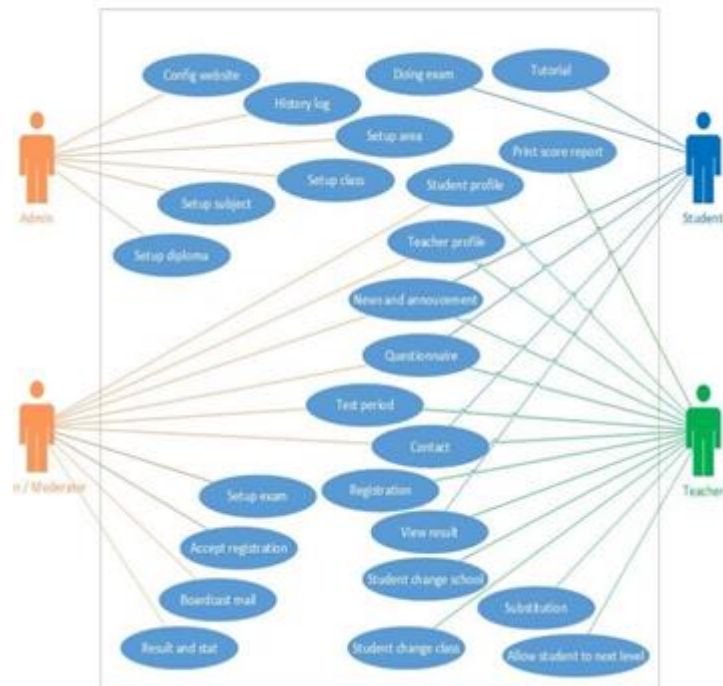 Config website
Doing exam
Tutorial
History log
Setup area
Print score report
Setup class
Student profile
Admin
Student
Setup subject
Teacher profile
Setup diploma
News and annoucement
Questionnaire
Test period
Contact
n / Moderator
Teacher
Setup exam
Registration
View result
Accept registration
Student change school
Boardcast mail
Substitution
Result and stat
Student change class
Allow student to next level